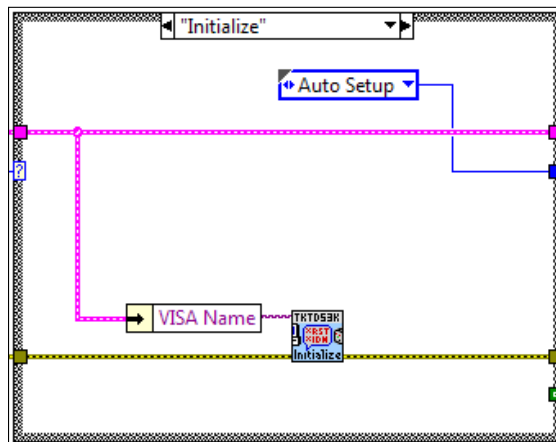 "Initialize"
Auto Setup
?
VISA Name
TKTDS3K
*RST
*IDN
Initialize